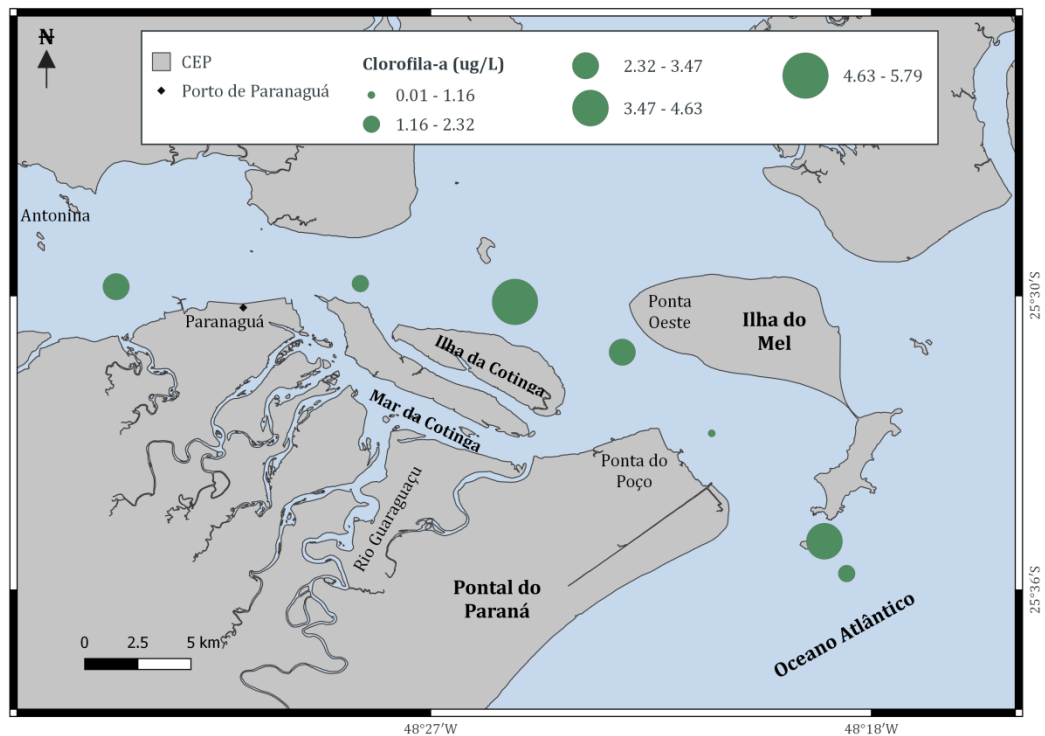 N
CEP
Porto de Paranaguá
Clorofila-a (ug/L)
0.01 - 1.16
1.16 - 2.32
2.32 - 3.47
3.47 - 4.63
4.63 - 5.79
Antonina
Paranaguá
Ponta
Oeste
Ilha do
Mel
Ilha da Cotinga
Mar da Cotinga
Ponta do
Poço
Rio Guaraguaçu
Pontal do
Paraná
Oceano Atlântico
0 2.5 5 km
25°30'S
25°36'S
48°27'W
48°18'W